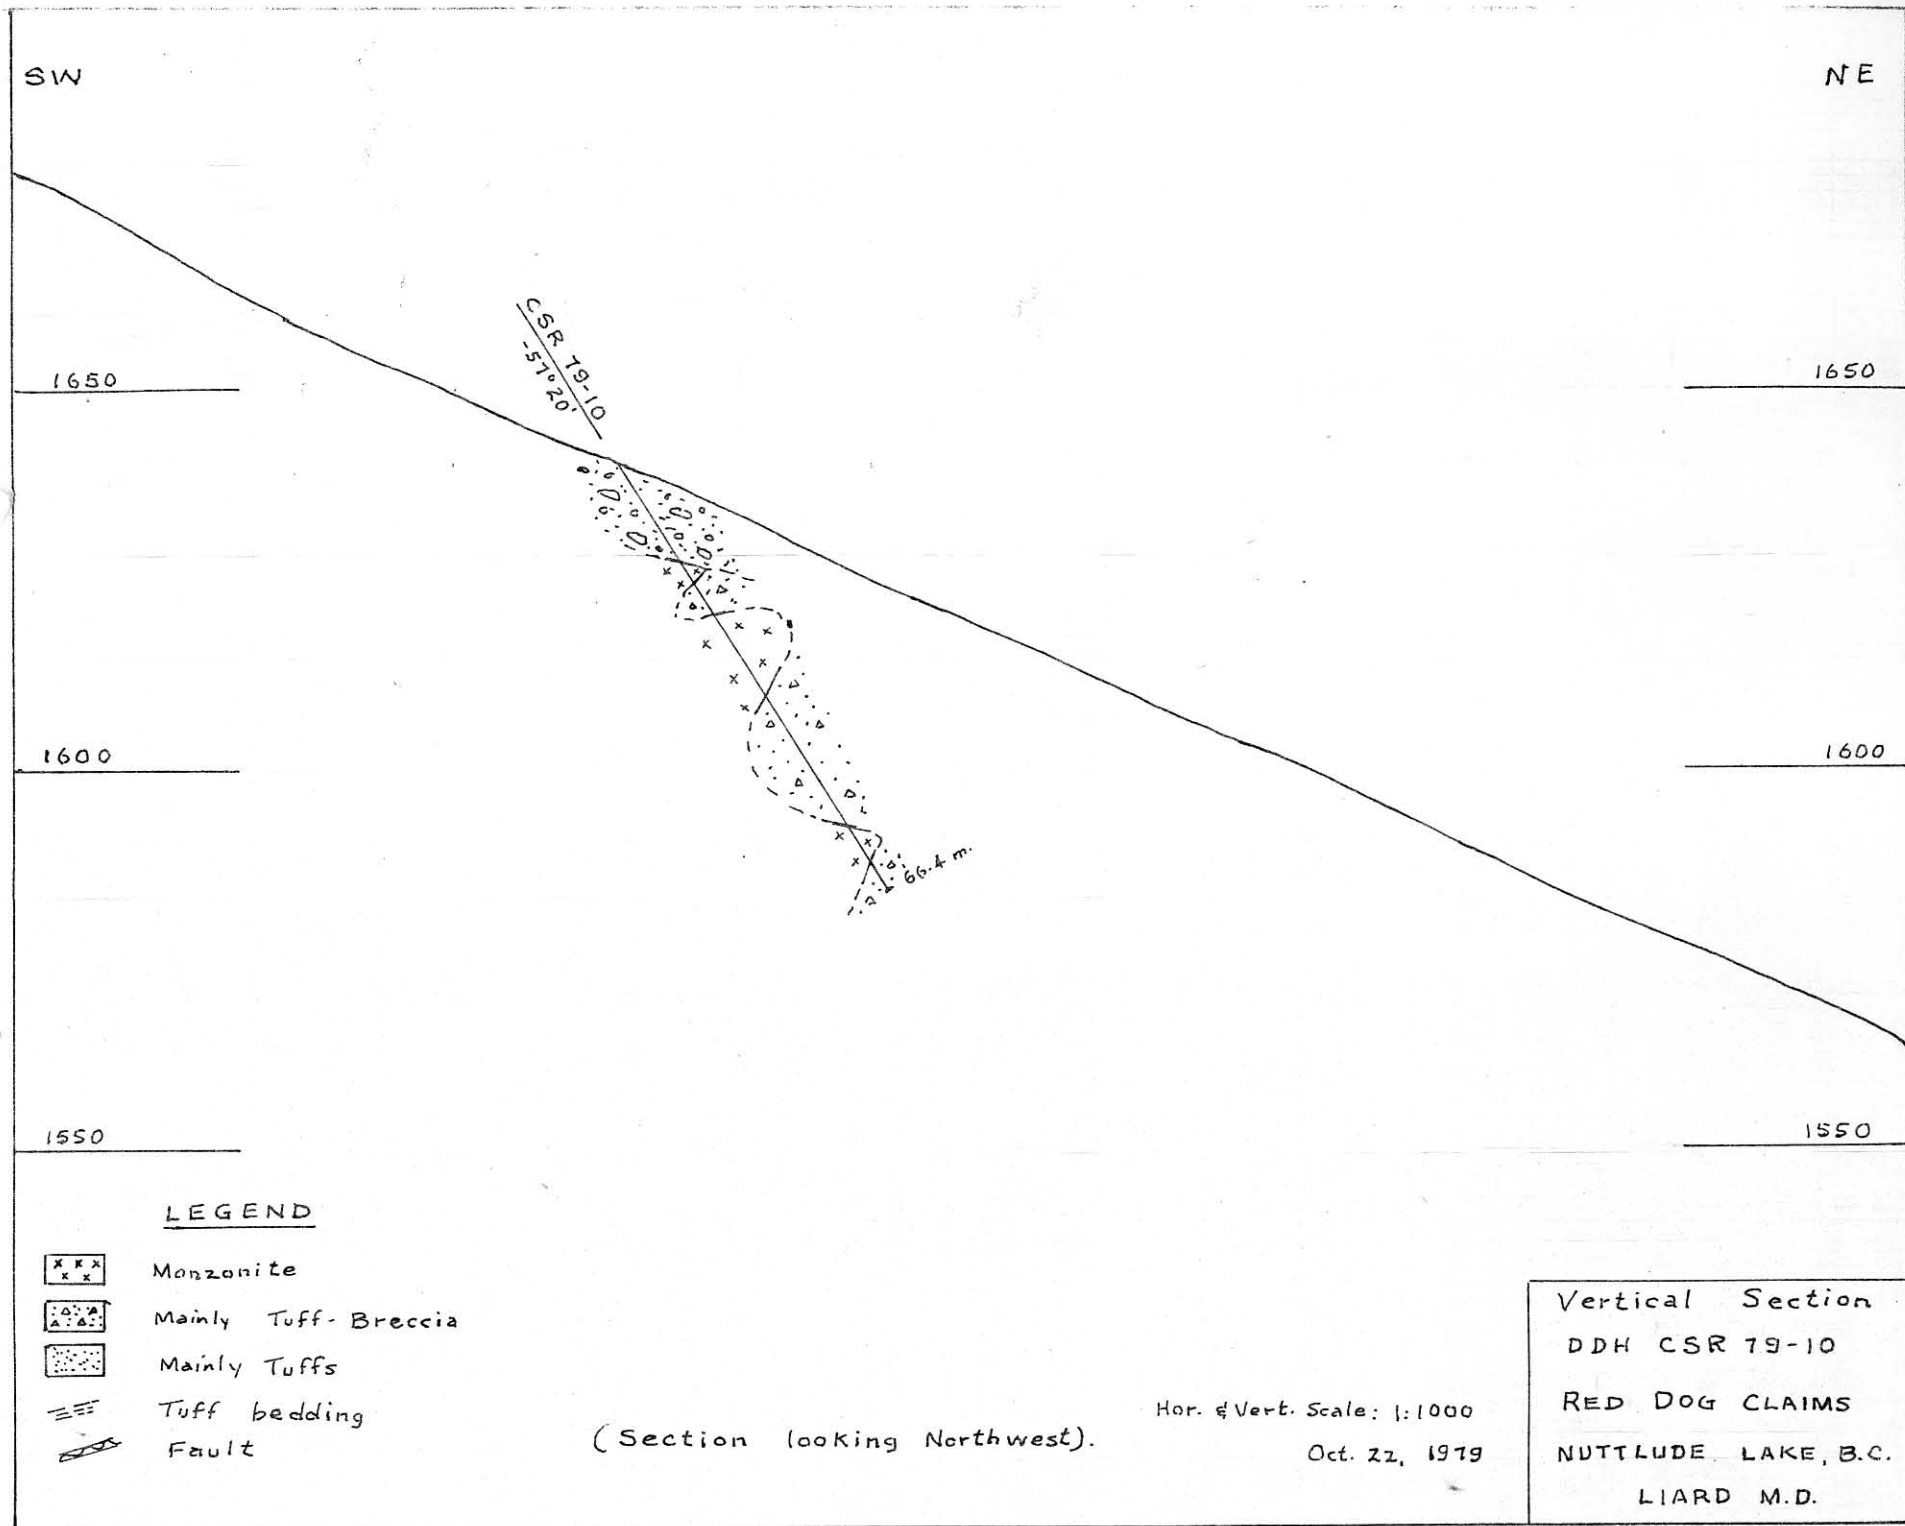 SW
NE
CSR 79-10
-57°20'
1650
1650
1600
1600
66.4 m.
1550
1550
LEGEND
Monzonite
Mainly Tuff-Breccia
Mainly Tuffs
Tuff bedding
Fault
(Section looking Northwest).
Hor. & Vert. Scale: 1:1000
Oct. 22, 1979
Vertical Section
DDH CSR 79-10
RED DOG CLAIMS
NUTTLUDE LAKE, B.C.
LIARD M.D.